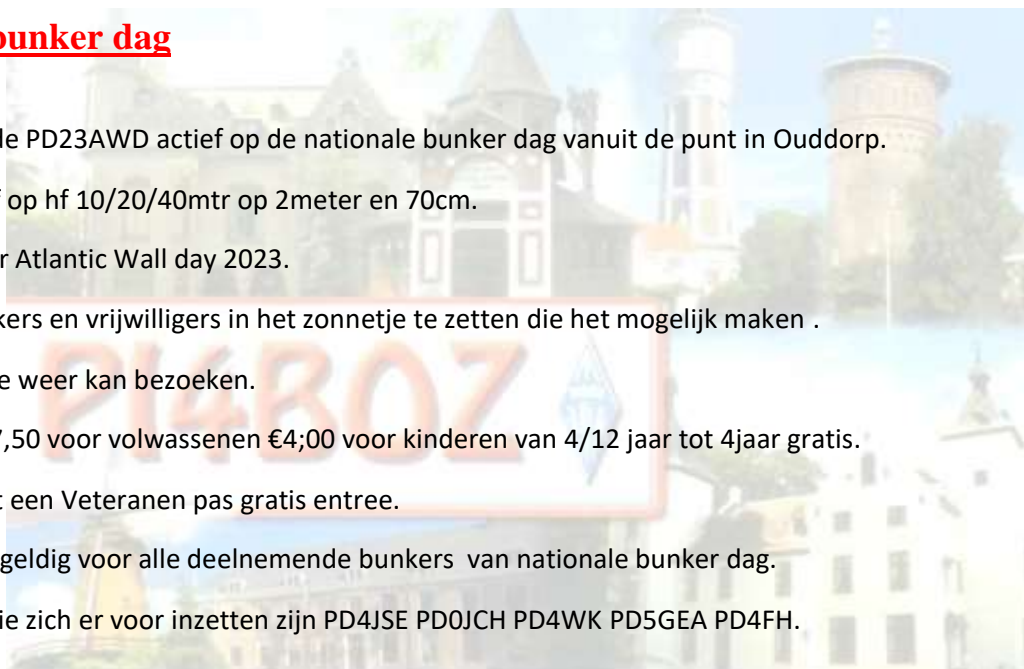 bunker dag
de PD23AWD actief op de nationale bunker dag vanuit de punt in Ouddorp.
op hf 10/20/40mtr op 2meter en 70cm.
r Atlantic Wall day 2023.
kers en vrijwilligers in het zonnetje te zetten die het mogelijk maken .
e weer kan bezoeken.
PI4BOZ
7,50 voor volwassenen €4;00 voor kinderen van 4/12 jaar tot 4jaar gratis.
t een Veteranen pas gratis entree.
geldig voor alle deelnemende bunkers van nationale bunker dag.
ie zich er voor inzetten zijn PD4JSE PD0JCH PD4WK PD5GEA PD4FH.